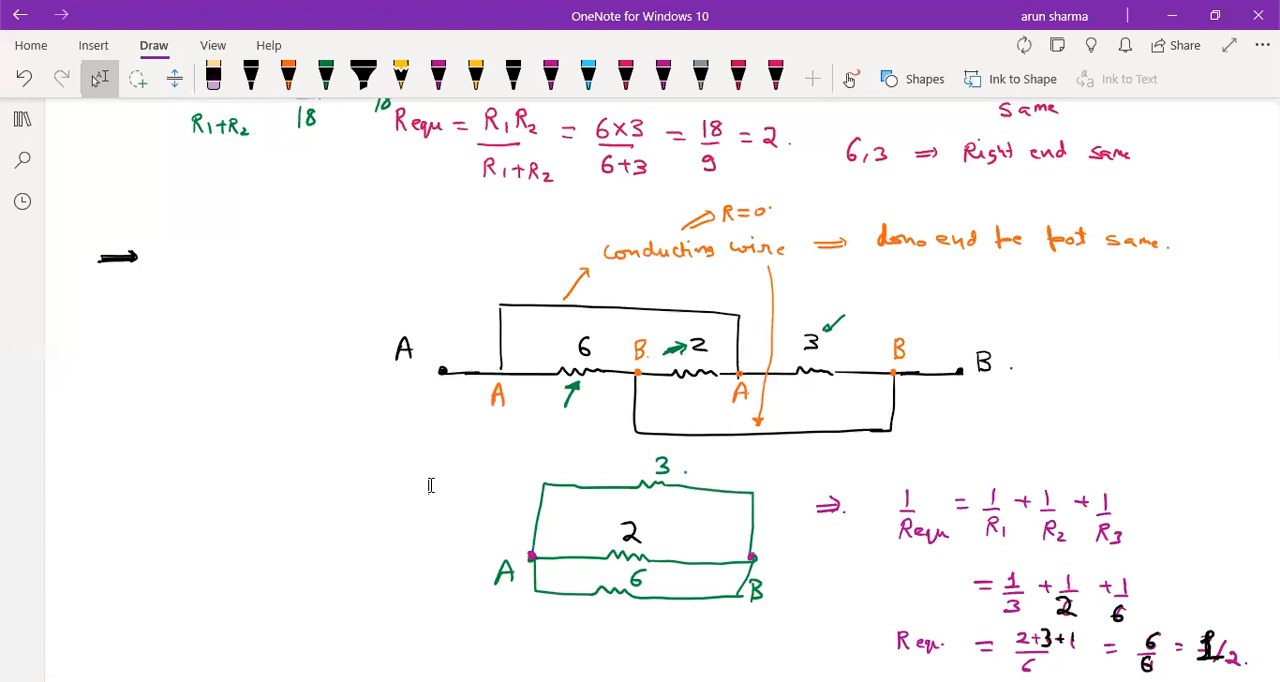 OneNote for Windows 10
arun sharma
Home Insert Draw View Help
Share
Shapes
Ink to Shape
Ink to Text
18
R1+R2 18
Requ = R1R2 / R1+R2 = 6×3 / 6+3 = 18 / 9 = 2.
same
6,3 ⇒ Right end same
R=0.
conducting wire ⇒ dono end ke pot same.
A 6 B. → 2 3 B B .
A A
3 .
2
6
A B
⇒. 1/Requ = 1/R1 + 1/R2 + 1/R3
= 1/3 + 1/2 + 1/6
Requ. = 2+3+1 / 6 = 6/6 =